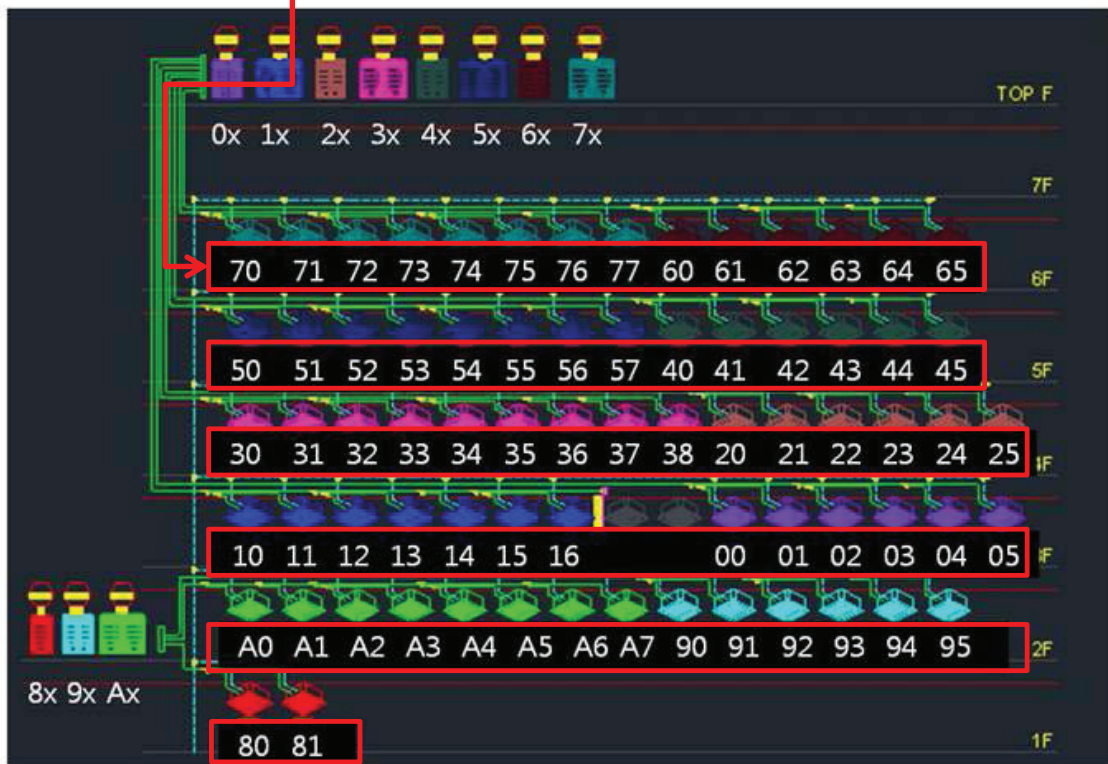 TOP F
0x 1x 2x 3x 4x 5x 6x 7x
7F
70 71 72 73 74 75 76 77 60 61 62 63 64 65
6F
50 51 52 53 54 55 56 57 40 41 42 43 44 45
5F
30 31 32 33 34 35 36 37 38 20 21 22 23 24 25
4F
10 11 12 13 14 15 16 00 01 02 03 04 05
3F
A0 A1 A2 A3 A4 A5 A6 A7 90 91 92 93 94 95
2F
8x 9x Ax
80 81
1F